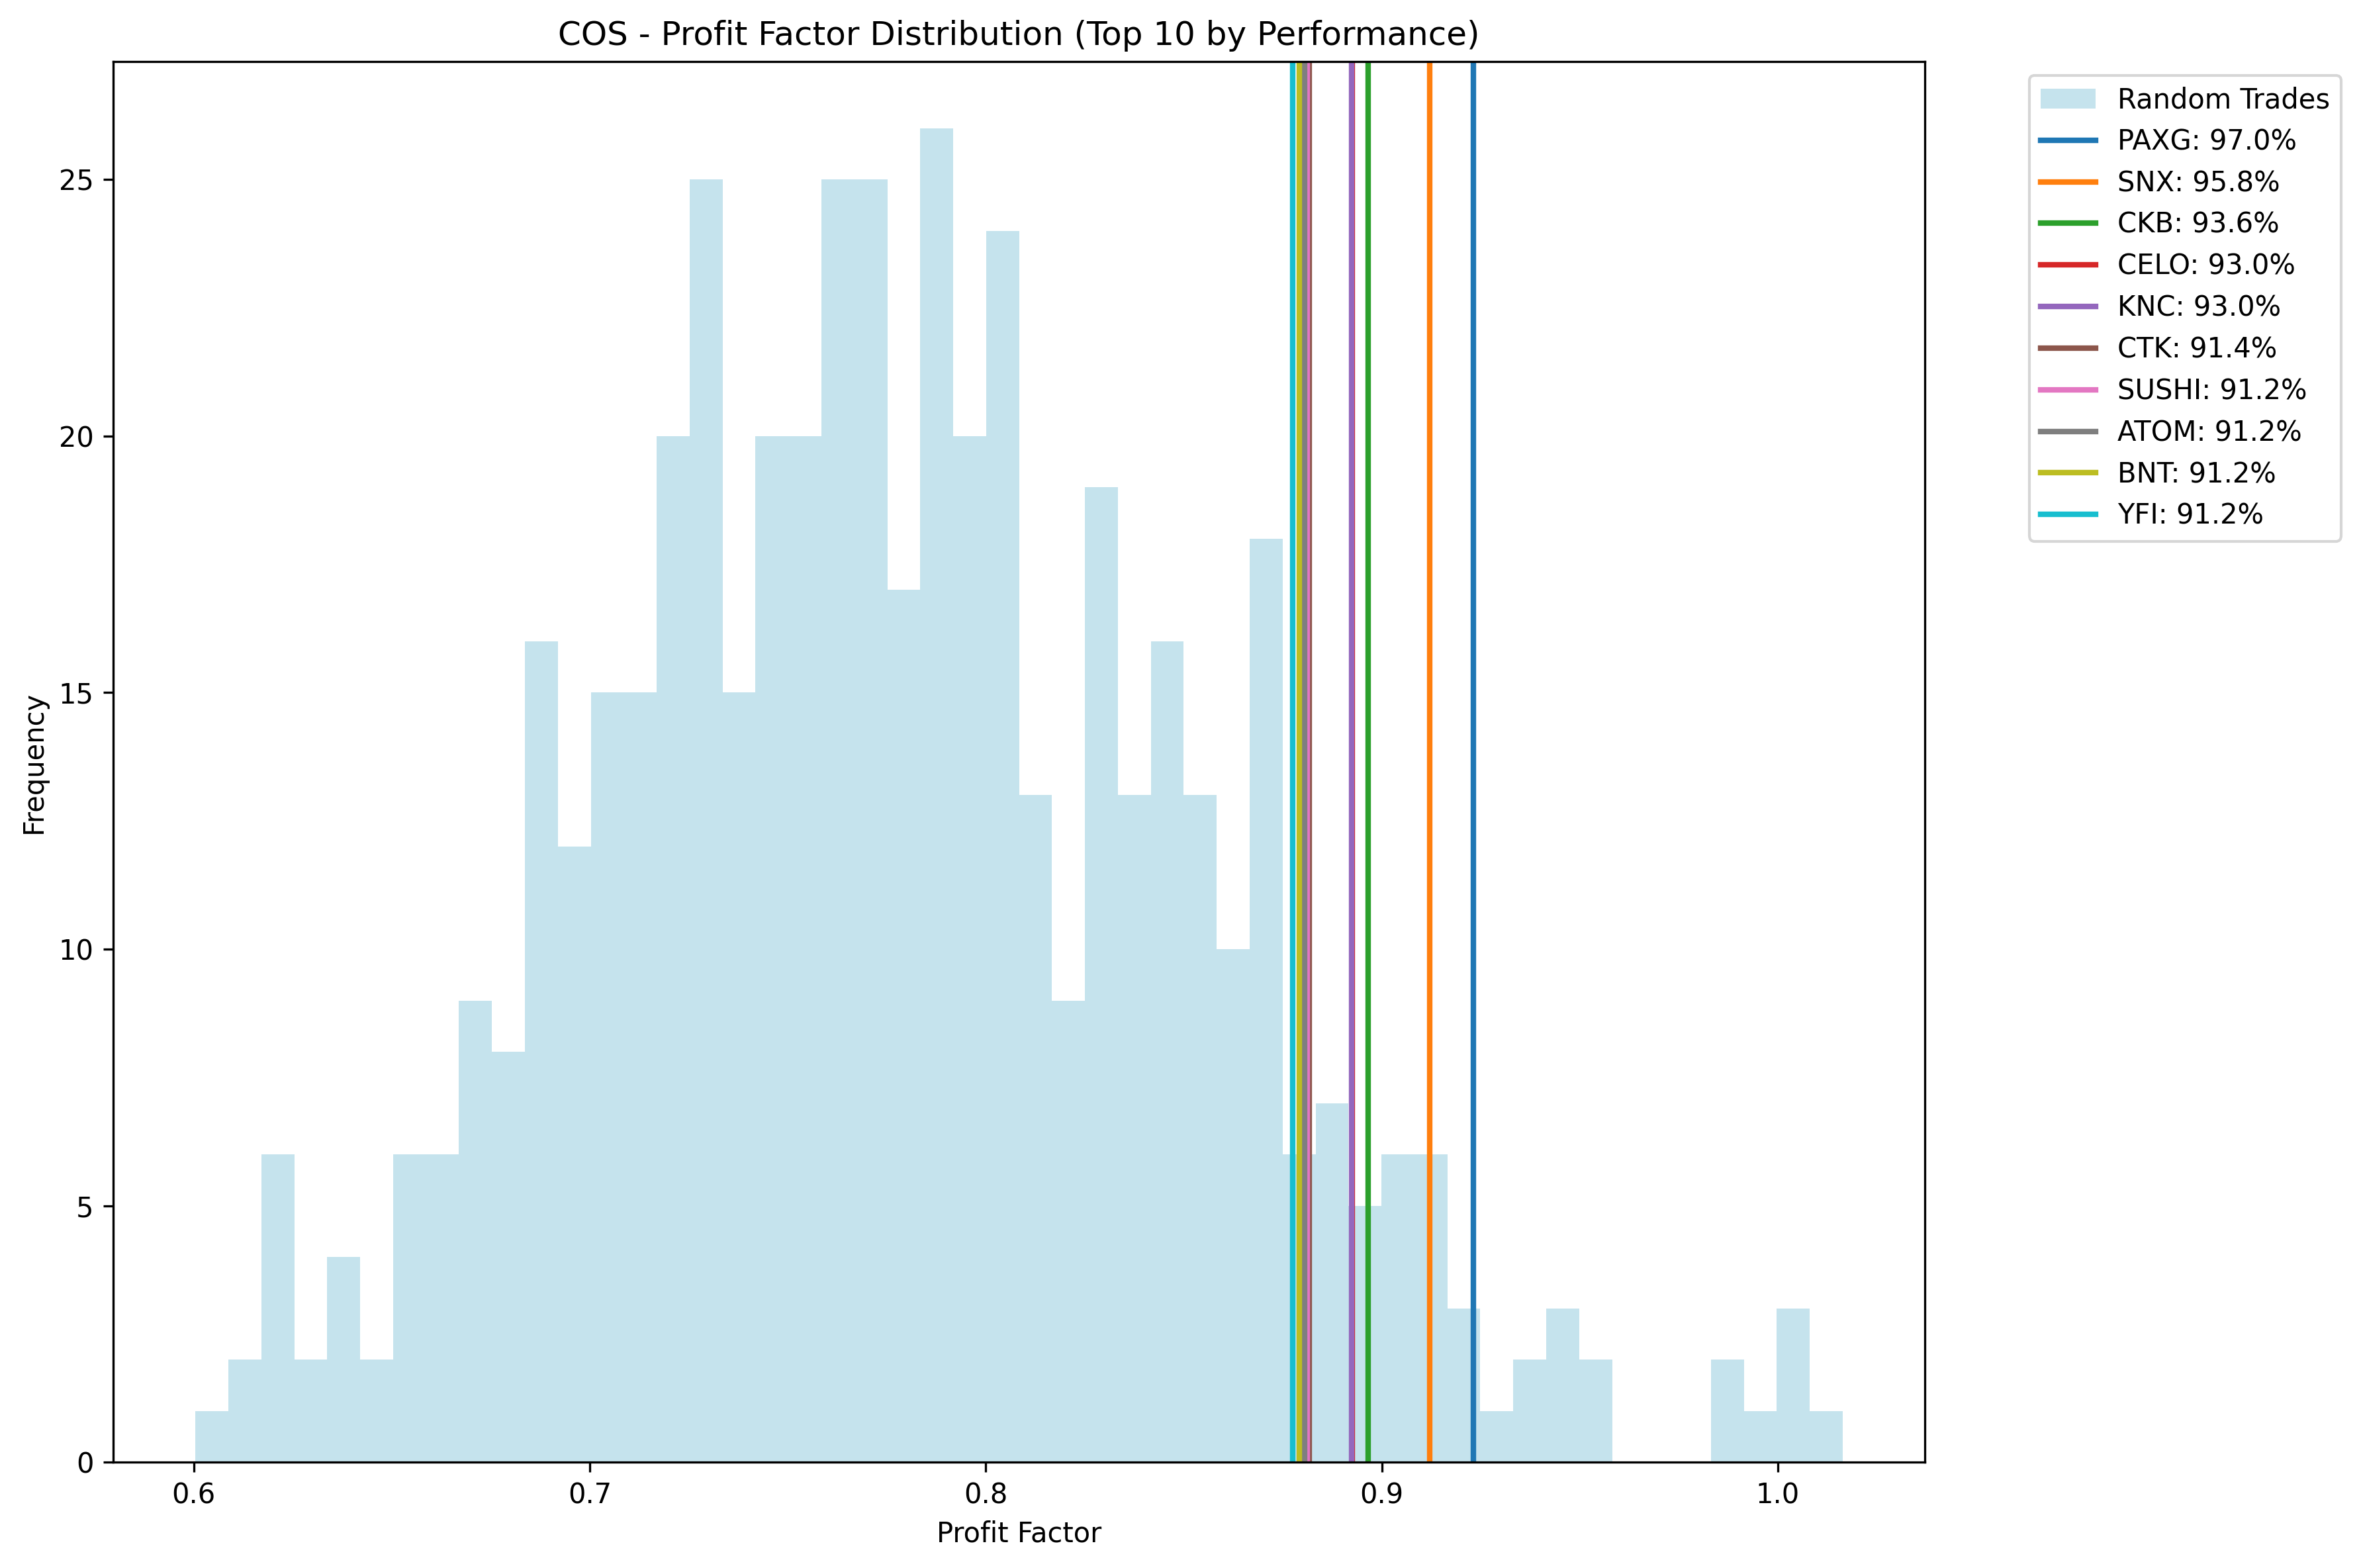 COS - Profit Factor Distribution (Top 10 by Performance)
Random Trades
PAXG: 97.0%
SNX: 95.8%
CKB: 93.6%
CELO: 93.0%
KNC: 93.0%
CTK: 91.4%
SUSHI: 91.2%
ATOM: 91.2%
BNT: 91.2%
YFI: 91.2%
Frequency
25
20
15
10
5
0
0.6 0.7 0.8 0.9 1.0
Profit Factor